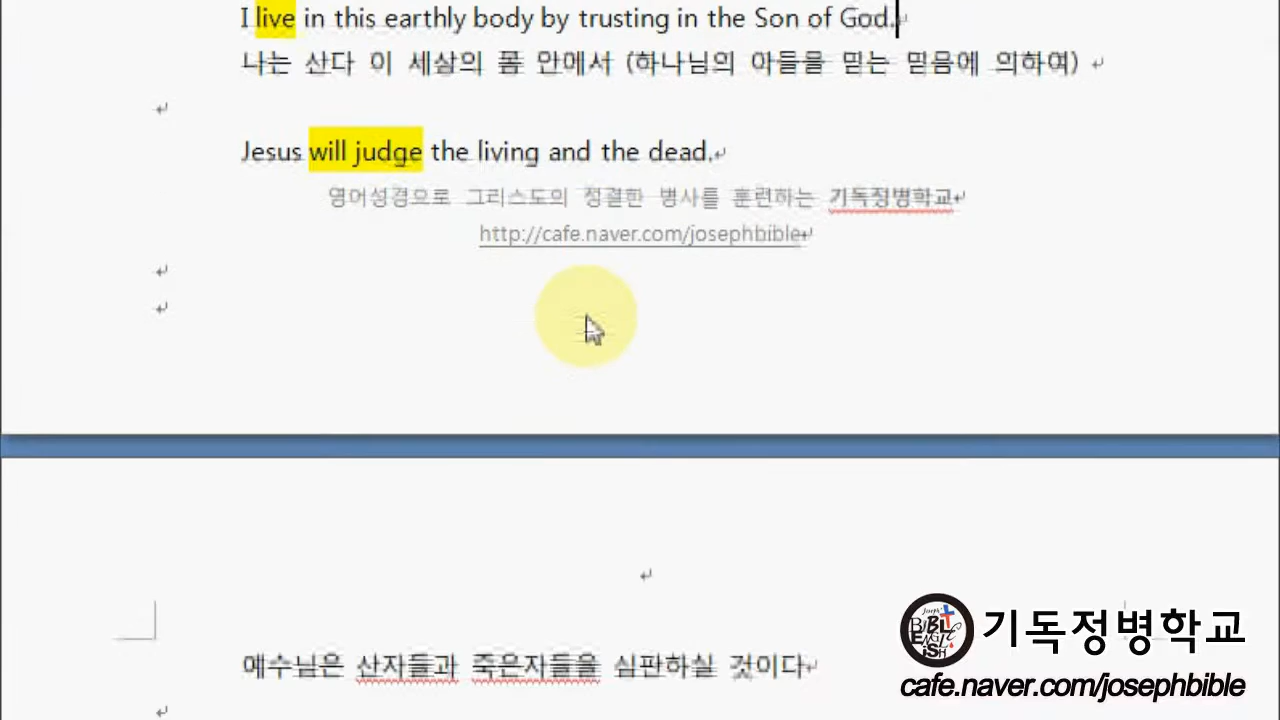 I live in this earthly body by trusting in the Son of God.
나는 산다 이 세상의 몸 안에서 (하나님의 아들을 믿는 믿음에 의하여)
Jesus will judge the living and the dead.
영어성경으로 그리스도의 정결한 병사를 훈련하는 기독정병학교
http://cafe.naver.com/josephbible
예수님은 산자들과 죽은자들을 심판하실 것이다
Joseph
BIBLE
ENGLISH
기독정병학교
cafe.naver.com/josephbible